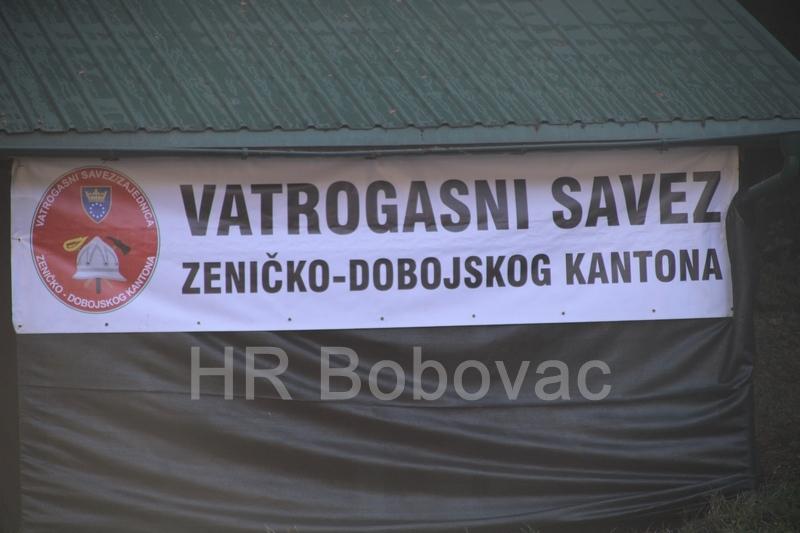 VATROGASNI SAVEZ/ZAJEDNICA
ZENIČKO - DOBOJSKOG KANTONA
VATROGASNI SAVEZ
ZENIČKO-DOBOJSKOG KANTONA
HR Bobovac